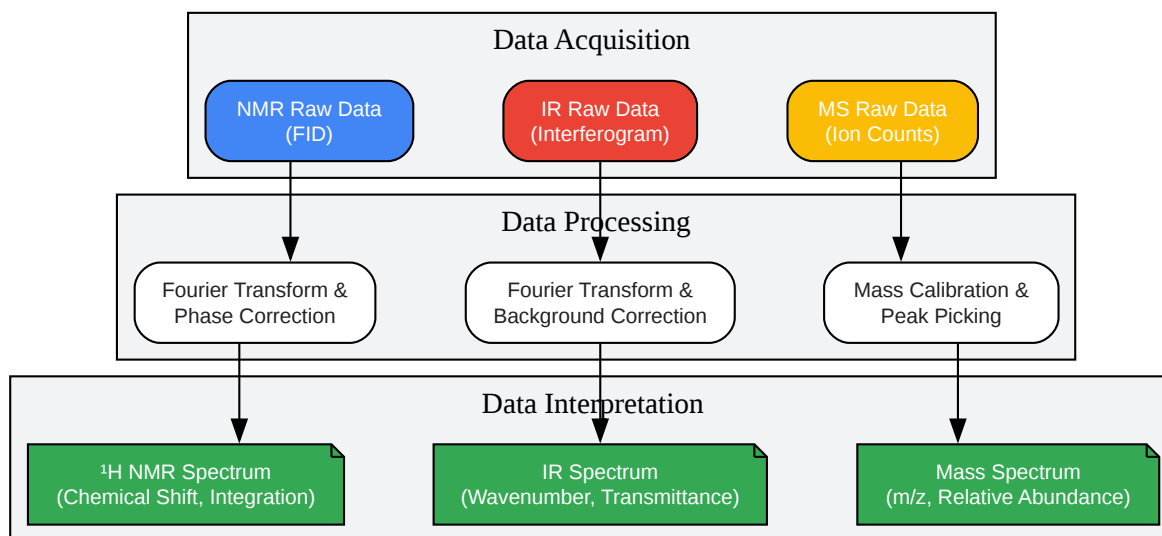 Data Acquisition
NMR Raw Data
(FID)
IR Raw Data
(Interferogram)
MS Raw Data
(Ion Counts)
Data Processing
Fourier Transform &
Phase Correction
Fourier Transform &
Background Correction
Mass Calibration &
Peak Picking
Data Interpretation
¹H NMR Spectrum
(Chemical Shift, Integration)
IR Spectrum
(Wavenumber, Transmittance)
Mass Spectrum
(m/z, Relative Abundance)